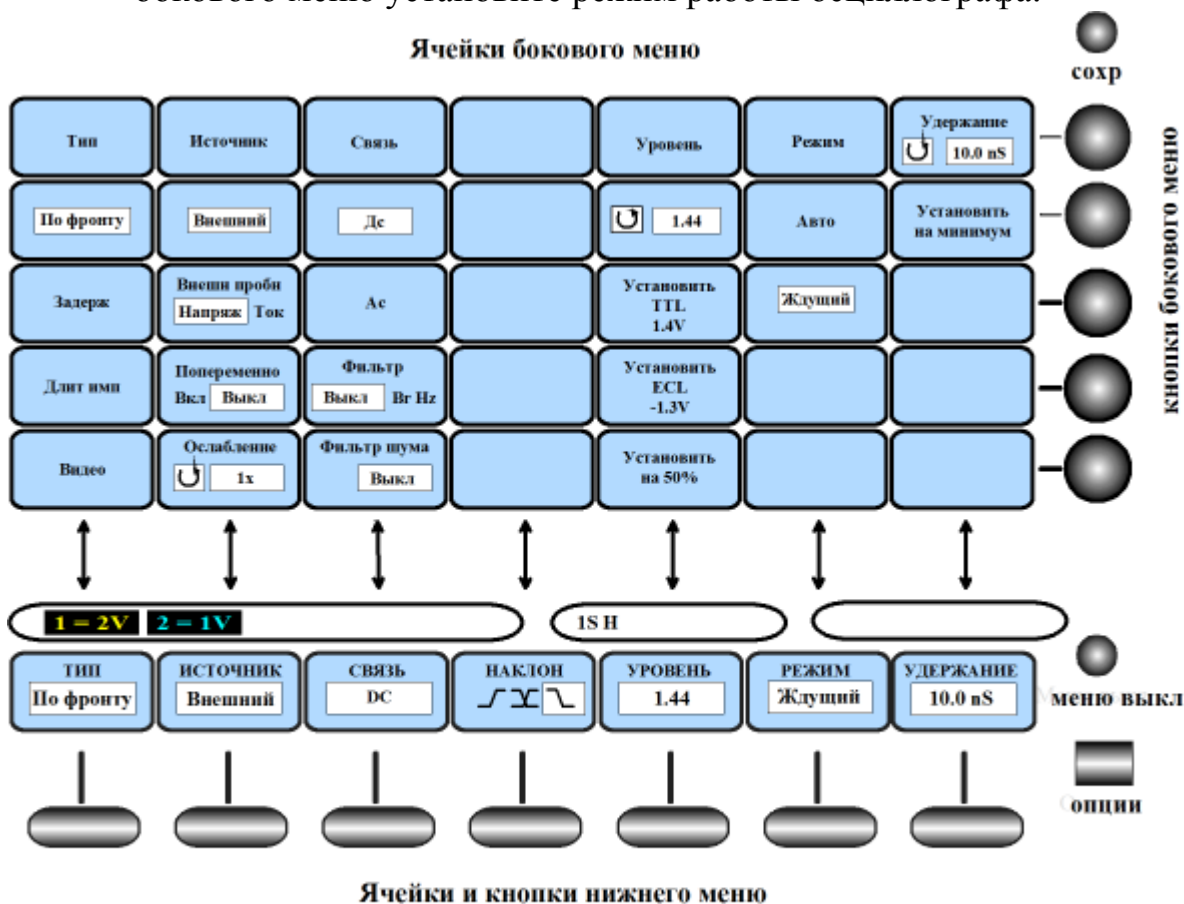 бокового меню установите режим работы осциллографа.
Ячейки бокового меню
сохр
Тип
Источник
Связь
Уровень
Режим
Удержание
10.0 nS
По фронту
Внешний
Дс
1.44
Авто
Установить
на минимум
Задерж
Внешн пробн
Напряж Ток
Ас
Установить
TTL
1.4V
Ждущий
Длит имп
Попеременно
Вкл Выкл
Фильтр
Выкл Вг Hz
Установить
ECL
-1.3V
Видео
Ослабление
1x
Фильтр шума
Выкл
Установить
на 50%
кнопки бокового меню
1 = 2V 2 = 1V
1S H
ТИП
По фронту
ИСТОЧНИК
Внешний
СВЯЗЬ
DC
НАКЛОН
УРОВЕНЬ
1.44
РЕЖИМ
Ждущий
УДЕРЖАНИЕ
10.0 nS
меню выкл
опции
Ячейки и кнопки нижнего меню